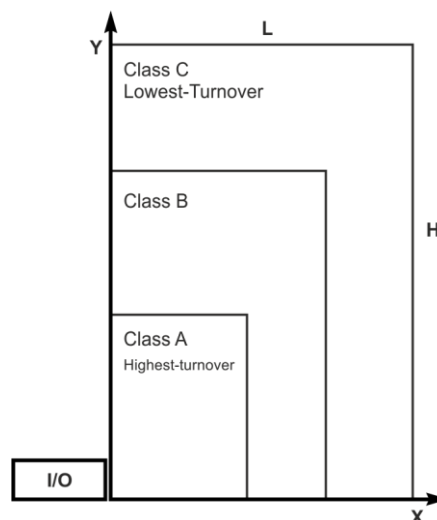 L
Y
Class C
Lowest-Turnover
Class B
H
Class A
Highest-turnover
I/O
X